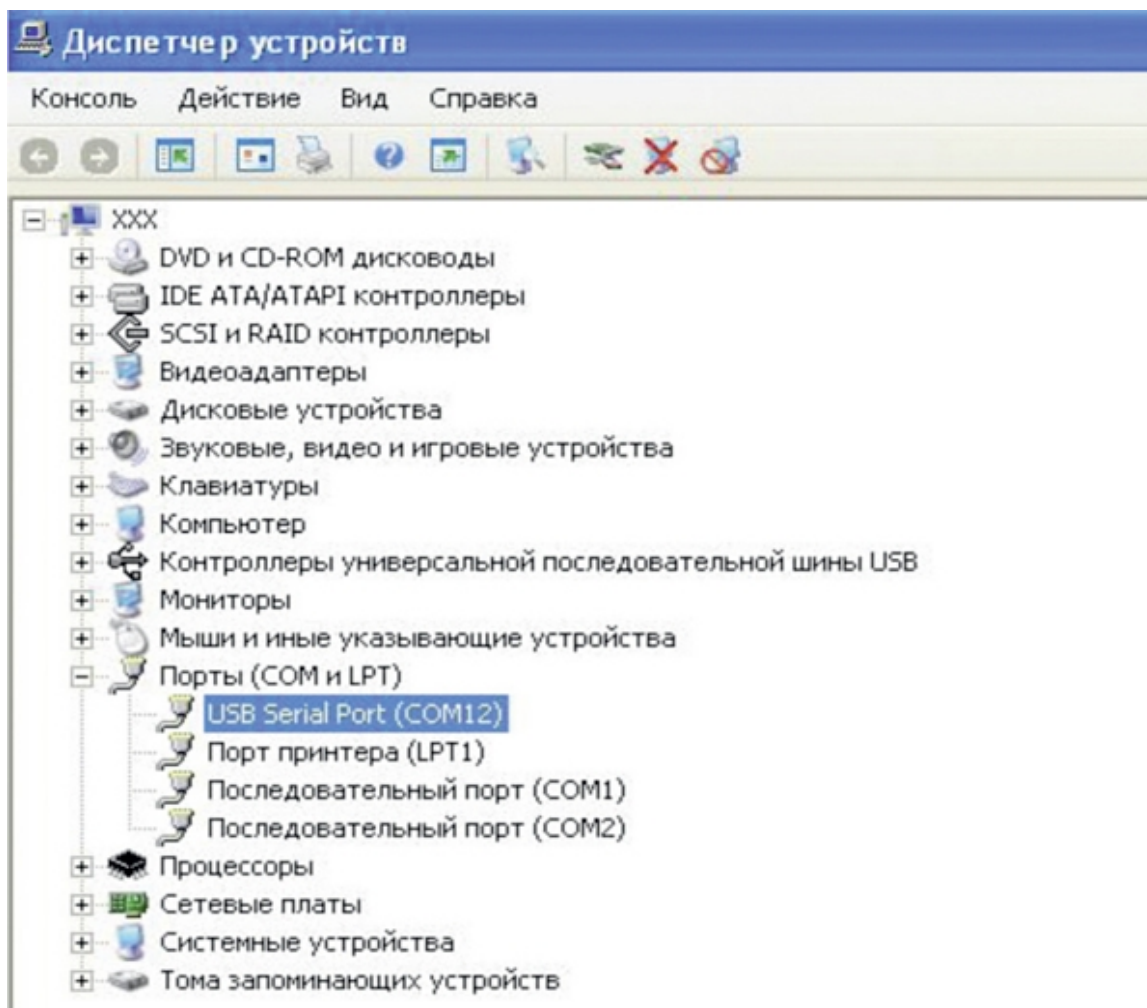 Диспетчер устройств
Консоль Действие Вид Справка
XXX
DVD и CD-ROM дисководы
IDE ATA/ATAPI контроллеры
SCSI и RAID контроллеры
Видеоадаптеры
Дисковые устройства
Звуковые, видео и игровые устройства
Клавиатуры
Компьютер
Контроллеры универсальной последовательной шины USB
Мониторы
Мыши и иные указывающие устройства
Порты (COM и LPT)
USB Serial Port (COM12)
Порт принтера (LPT1)
Последовательный порт (COM1)
Последовательный порт (COM2)
Процессоры
Сетевые платы
Системные устройства
Тома запоминающих устройств